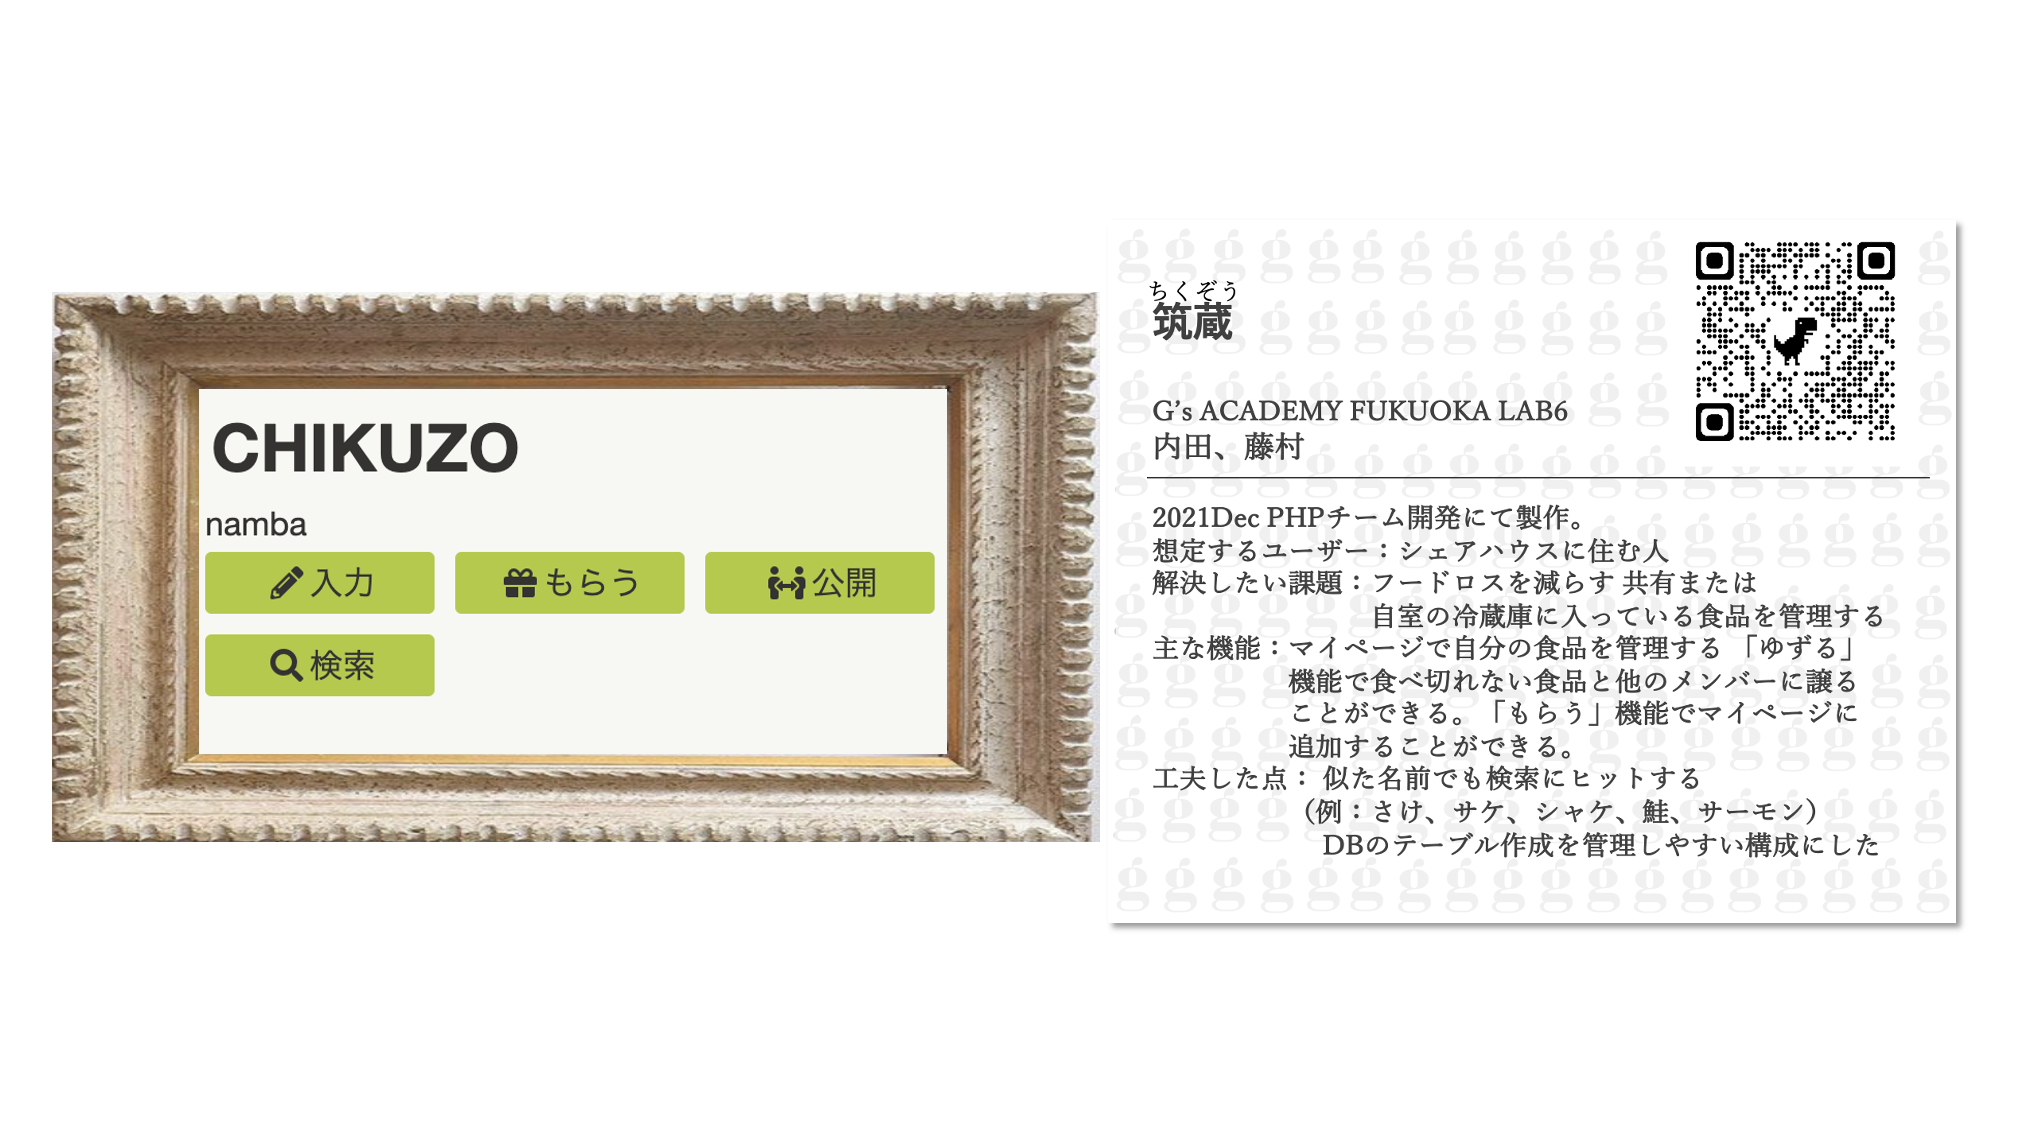 CHIKUZO
namba
入力
もらう
公開
検索
ちくぞう
筑蔵
G's ACADEMY FUKUOKA LAB6
内田、藤村
2021Dec PHPチーム開発にて製作。
想定するユーザー：シェアハウスに住む人
解決したい課題：フードロスを減らす 共有または
自室の冷蔵庫に入っている食品を管理する
主な機能：マイページで自分の食品を管理する 「ゆずる」
機能で食べ切れない食品と他のメンバーに譲る
ことができる。「もらう」機能でマイページに
追加することができる。
工夫した点： 似た名前でも検索にヒットする
（例：さけ、サケ、シャケ、鮭、サーモン）
DBのテーブル作成を管理しやすい構成にした